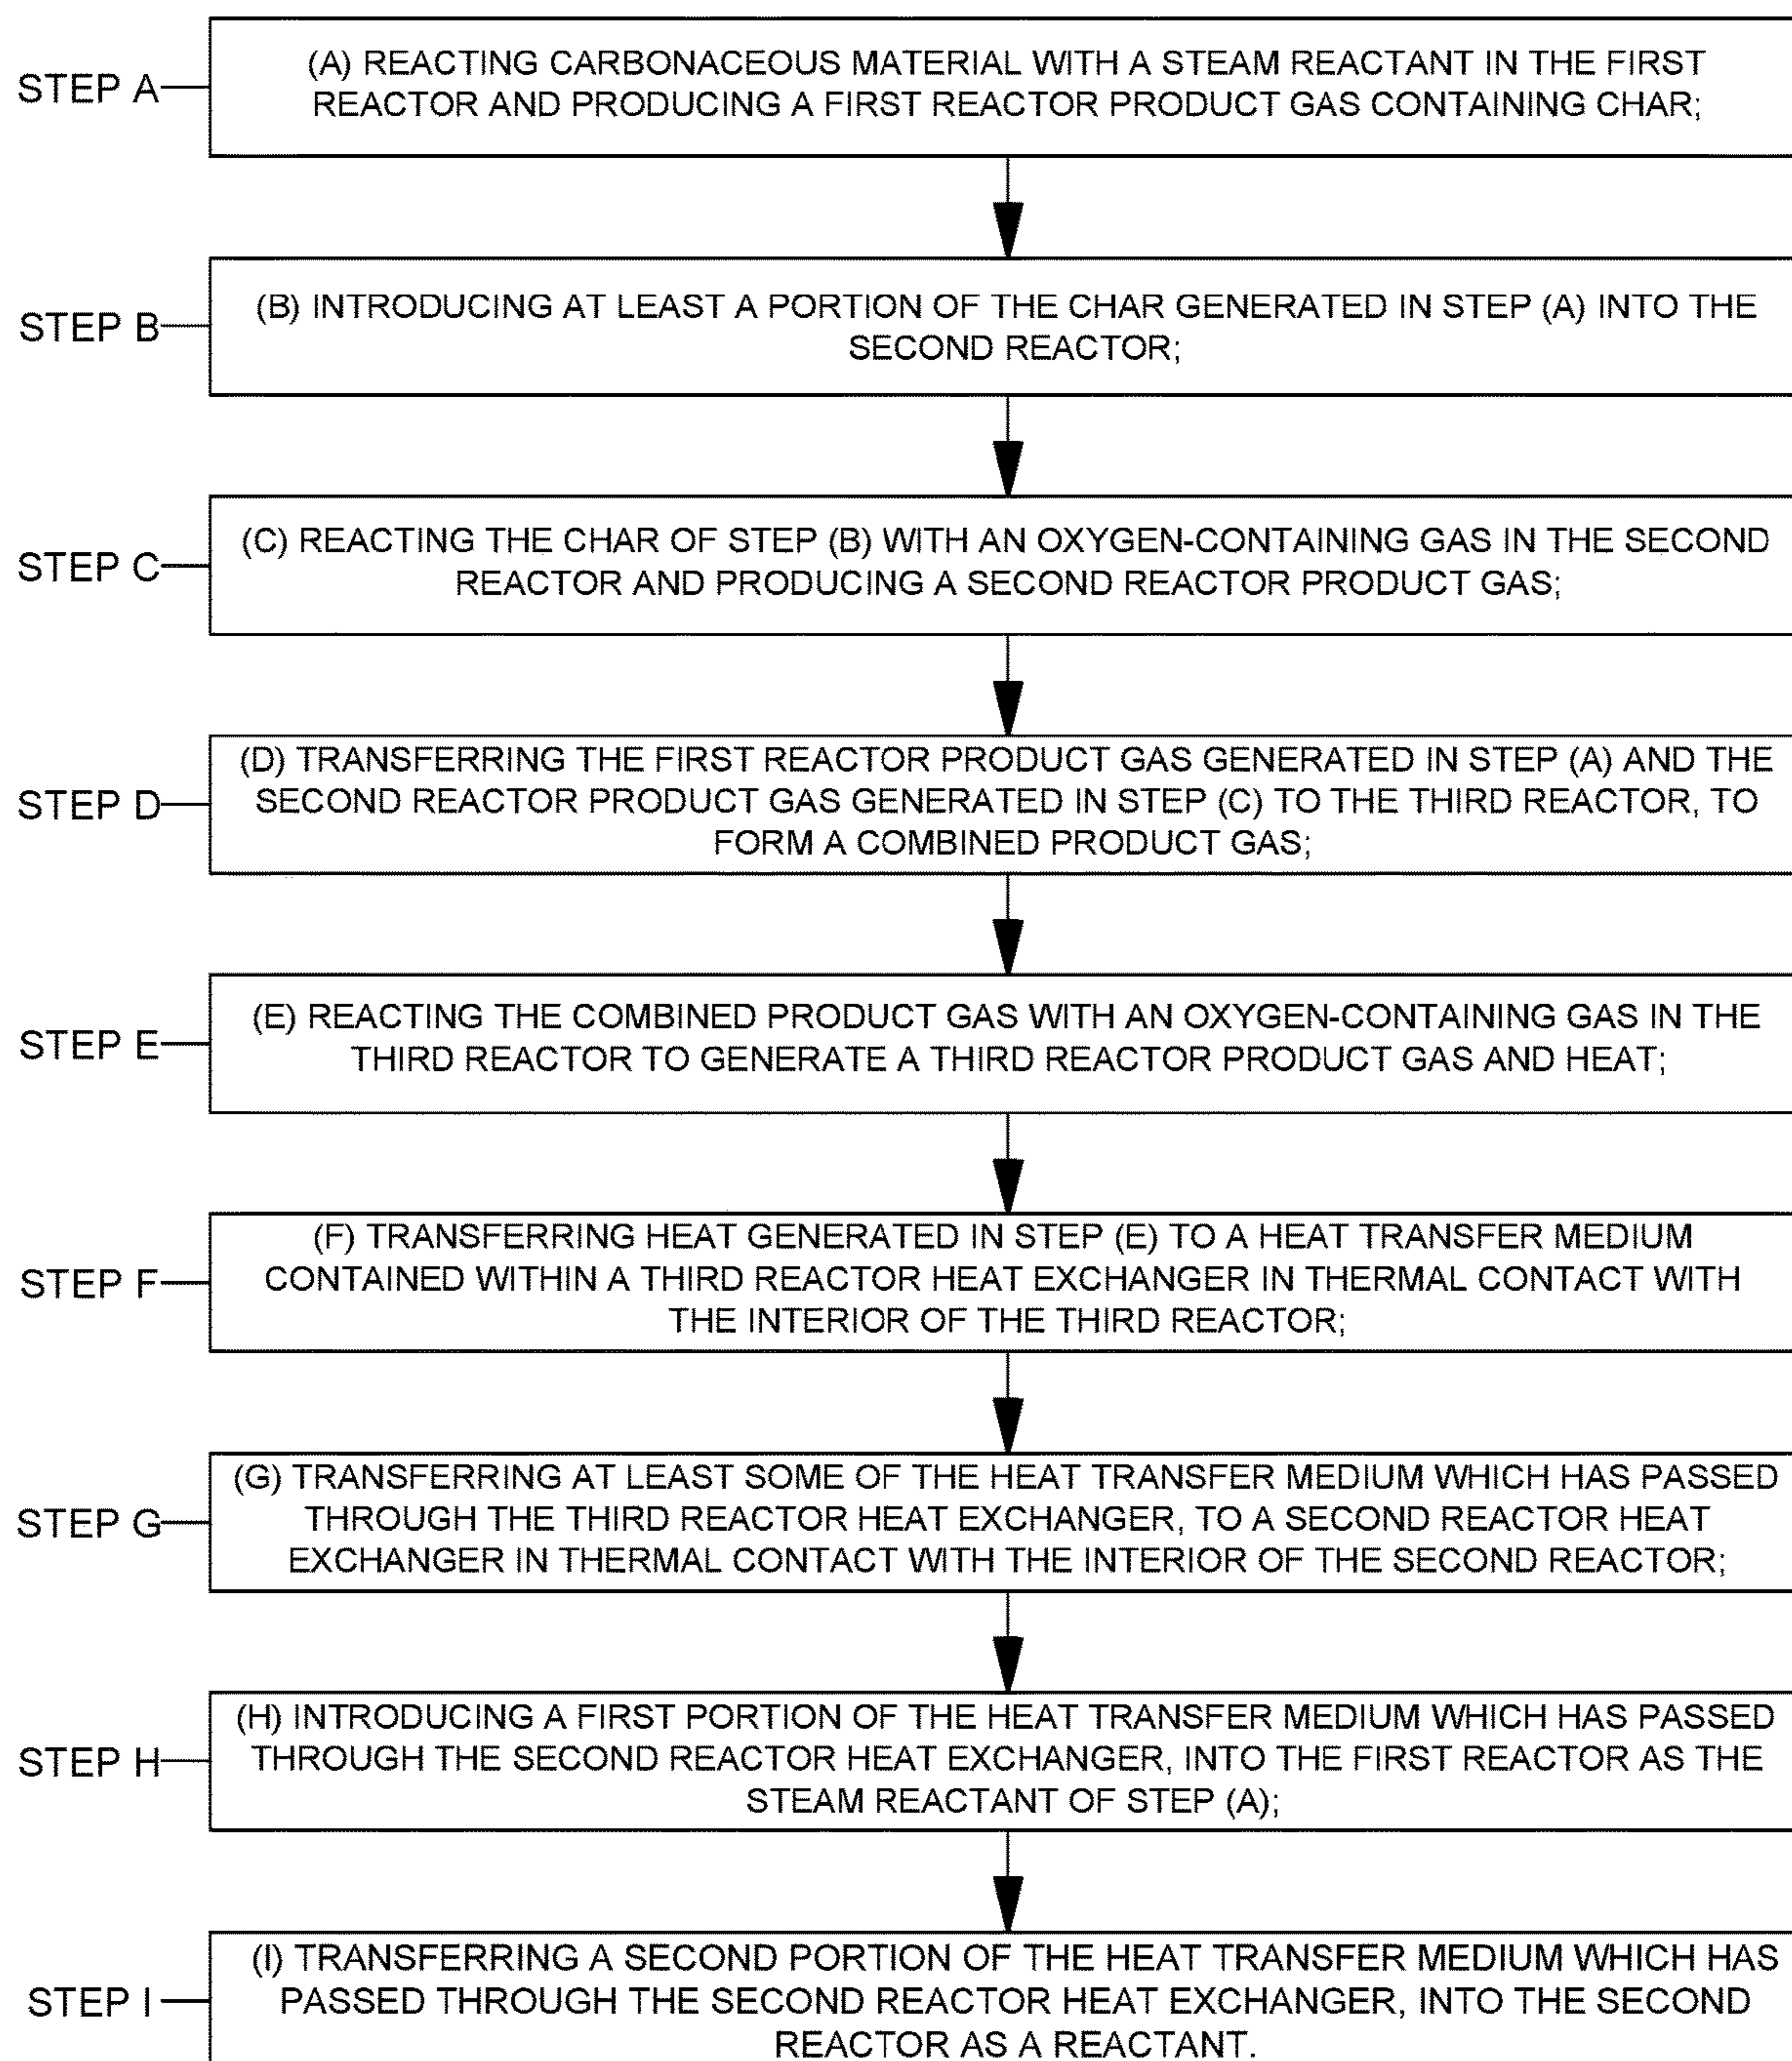 STEP A
(A) REACTING CARBONACEOUS MATERIAL WITH A STEAM REACTANT IN THE FIRST
REACTOR AND PRODUCING A FIRST REACTOR PRODUCT GAS CONTAINING CHAR;
STEP B
(B) INTRODUCING AT LEAST A PORTION OF THE CHAR GENERATED IN STEP (A) INTO THE
SECOND REACTOR;
STEP C
(C) REACTING THE CHAR OF STEP (B) WITH AN OXYGEN-CONTAINING GAS IN THE SECOND
REACTOR AND PRODUCING A SECOND REACTOR PRODUCT GAS;
STEP D
(D) TRANSFERRING THE FIRST REACTOR PRODUCT GAS GENERATED IN STEP (A) AND THE
SECOND REACTOR PRODUCT GAS GENERATED IN STEP (C) TO THE THIRD REACTOR, TO
FORM A COMBINED PRODUCT GAS;
STEP E
(E) REACTING THE COMBINED PRODUCT GAS WITH AN OXYGEN-CONTAINING GAS IN THE
THIRD REACTOR TO GENERATE A THIRD REACTOR PRODUCT GAS AND HEAT;
STEP F
(F) TRANSFERRING HEAT GENERATED IN STEP (E) TO A HEAT TRANSFER MEDIUM
CONTAINED WITHIN A THIRD REACTOR HEAT EXCHANGER IN THERMAL CONTACT WITH
THE INTERIOR OF THE THIRD REACTOR;
STEP G
(G) TRANSFERRING AT LEAST SOME OF THE HEAT TRANSFER MEDIUM WHICH HAS PASSED
THROUGH THE THIRD REACTOR HEAT EXCHANGER, TO A SECOND REACTOR HEAT
EXCHANGER IN THERMAL CONTACT WITH THE INTERIOR OF THE SECOND REACTOR;
STEP H
(H) INTRODUCING A FIRST PORTION OF THE HEAT TRANSFER MEDIUM WHICH HAS PASSED
THROUGH THE SECOND REACTOR HEAT EXCHANGER, INTO THE FIRST REACTOR AS THE
STEAM REACTANT OF STEP (A);
STEP I
(I) TRANSFERRING A SECOND PORTION OF THE HEAT TRANSFER MEDIUM WHICH HAS
PASSED THROUGH THE SECOND REACTOR HEAT EXCHANGER, INTO THE SECOND
REACTOR AS A REACTANT.